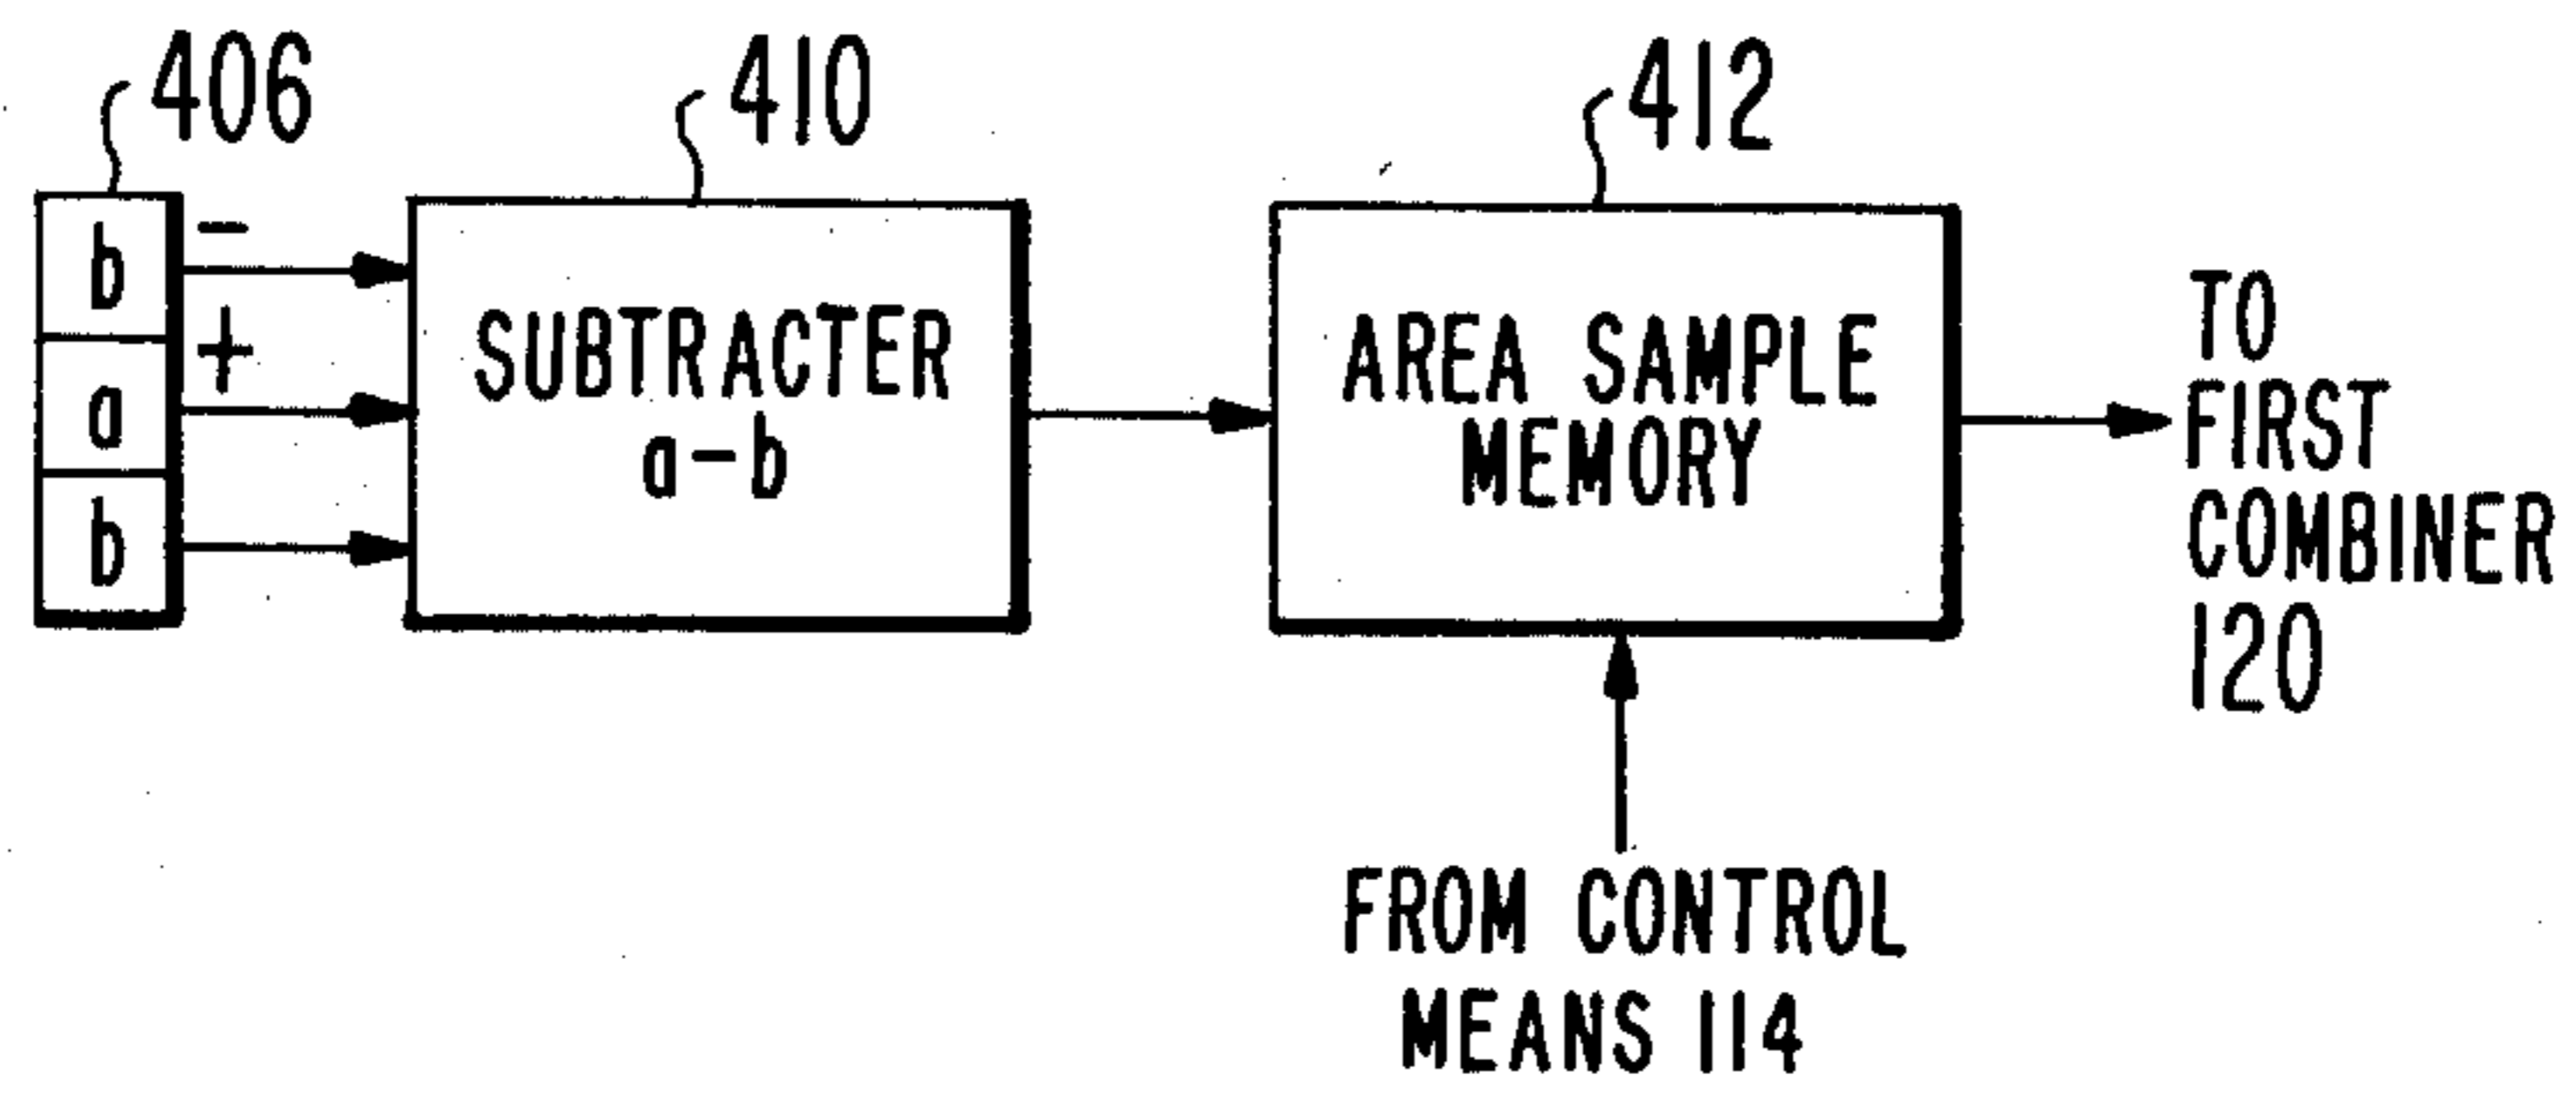 406
410
412
b
a
b
-
+
SUBTRACTER
a-b
AREA SAMPLE
MEMORY
TO
FIRST
COMBINER
120
FROM CONTROL
MEANS 114